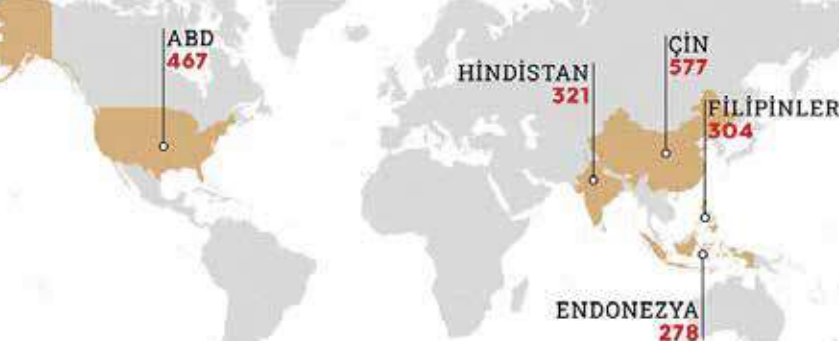 ABD
467
HİNDİSTAN
321
ÇİN
577
FİLİPİNLER
304
ENDONEZYA
278